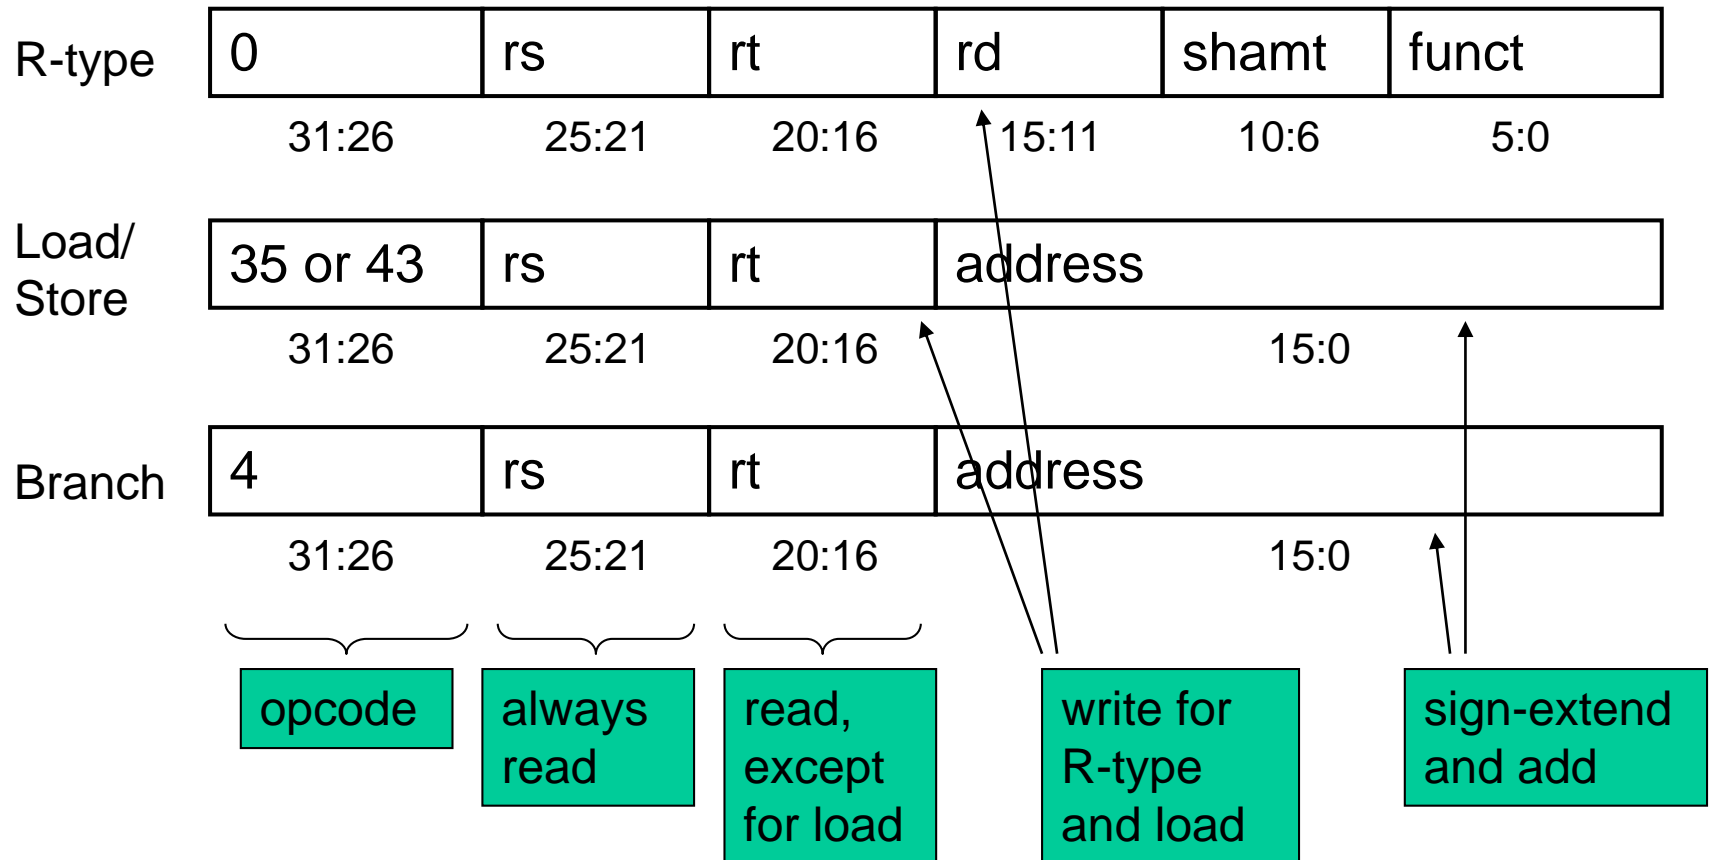 R-type 0 rs rt rd shamt funct
31:26 25:21 20:16 15:11 10:6 5:0
Load/
Store
35 or 43 rs rt address
31:26 25:21 20:16 15:0
Branch 4 rs rt address
31:26 25:21 20:16 15:0
opcode
always
read
read,
except
for load
write for
R-type
and load
sign-extend
and add